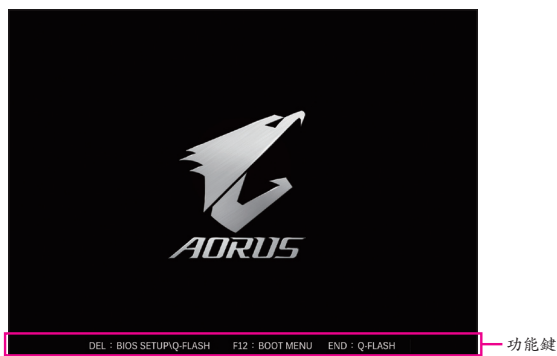 AORUS
DEL：BIOS SETUP\Q-FLASH F12：BOOT MENU END：Q-FLASH
功能鍵